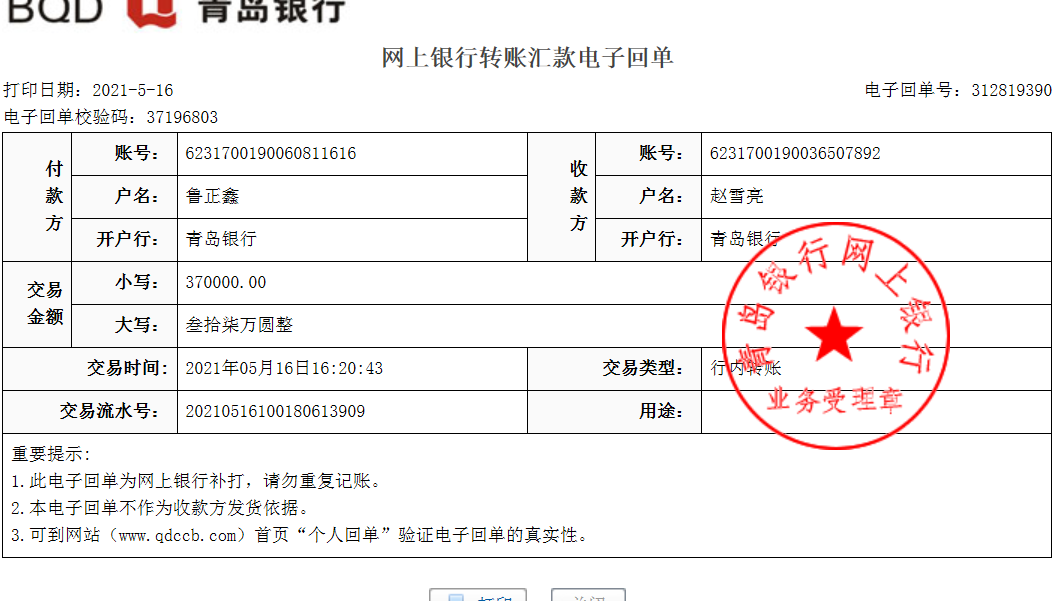 BQD 青岛银行
网上银行转账汇款电子回单
打印日期：2021-5-16 电子回单号：312819390
电子回单校验码：37196803
付款方 账号： 6231700190060811616 收款方 账号： 6231700190036507892
户名： 鲁正鑫 户名： 赵雪亮
开户行： 青岛银行 开户行： 青岛银行
交易金额 小写： 370000.00
大写： 叁拾柒万圆整
交易时间： 2021年05月16日16:20:43 交易类型： 行内转账
交易流水号： 20210516100180613909 用途：
青岛银行网上银行
业务受理章
重要提示：
1.此电子回单为网上银行补打，请勿重复记账。
2.本电子回单不作为收款方发货依据。
3.可到网站（www.qdccb.com）首页“个人回单”验证电子回单的真实性。
打印 关闭